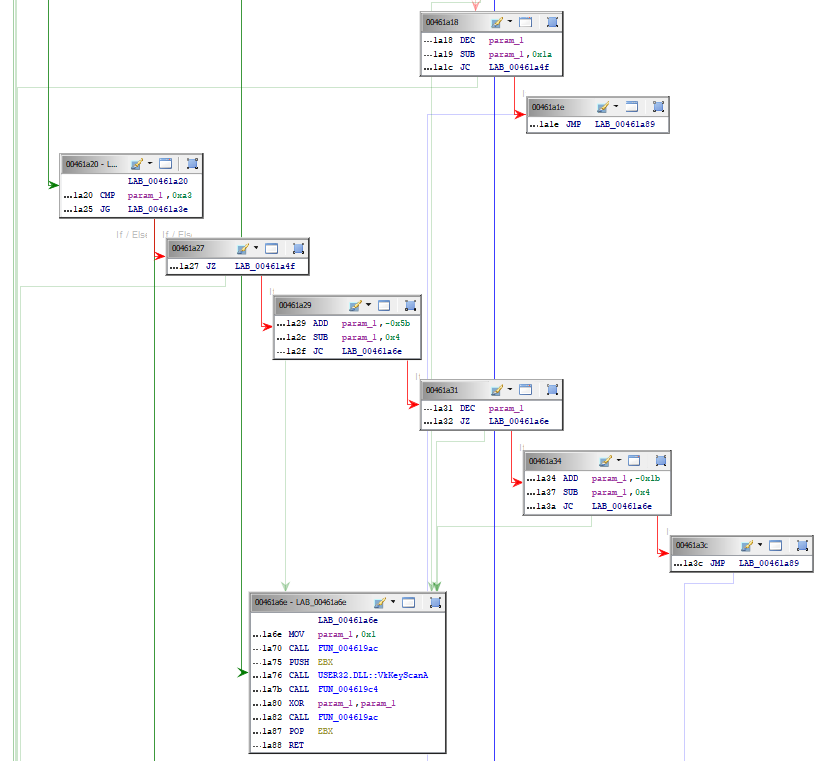 00461a18
...1a18 DEC param_1
...1a19 SUB param_1,0x1a
...1a1c JC LAB_00461a4f
00461a1e
...1a1e JMP LAB_00461a89
00461a20 - L...
LAB_00461a20
...1a20 CMP param_1,0xa3
...1a25 JG LAB_00461a3e
If / Else
If / Els
00461a27
...1a27 JZ LAB_00461a4f
00461a29
...1a29 ADD param_1,-0x5b
...1a2c SUB param_1,0x4
...1a2f JC LAB_00461a6e
00461a31
...1a31 DEC param_1
...1a32 JZ LAB_00461a6e
00461a34
...1a34 ADD param_1,-0x1b
...1a37 SUB param_1,0x4
...1a3a JC LAB_00461a6e
00461a3c
...1a3c JMP LAB_00461a89
00461a6e - LAB_00461a6e
LAB_00461a6e
...1a6e MOV param_1,0x1
...1a70 CALL FUN_004619ac
...1a75 PUSH EBX
...1a76 CALL USER32.DLL::VkKeyScanA
...1a7b CALL FUN_004619c4
...1a80 XOR param_1,param_1
...1a82 CALL FUN_004619ac
...1a87 POP EBX
...1a88 RET